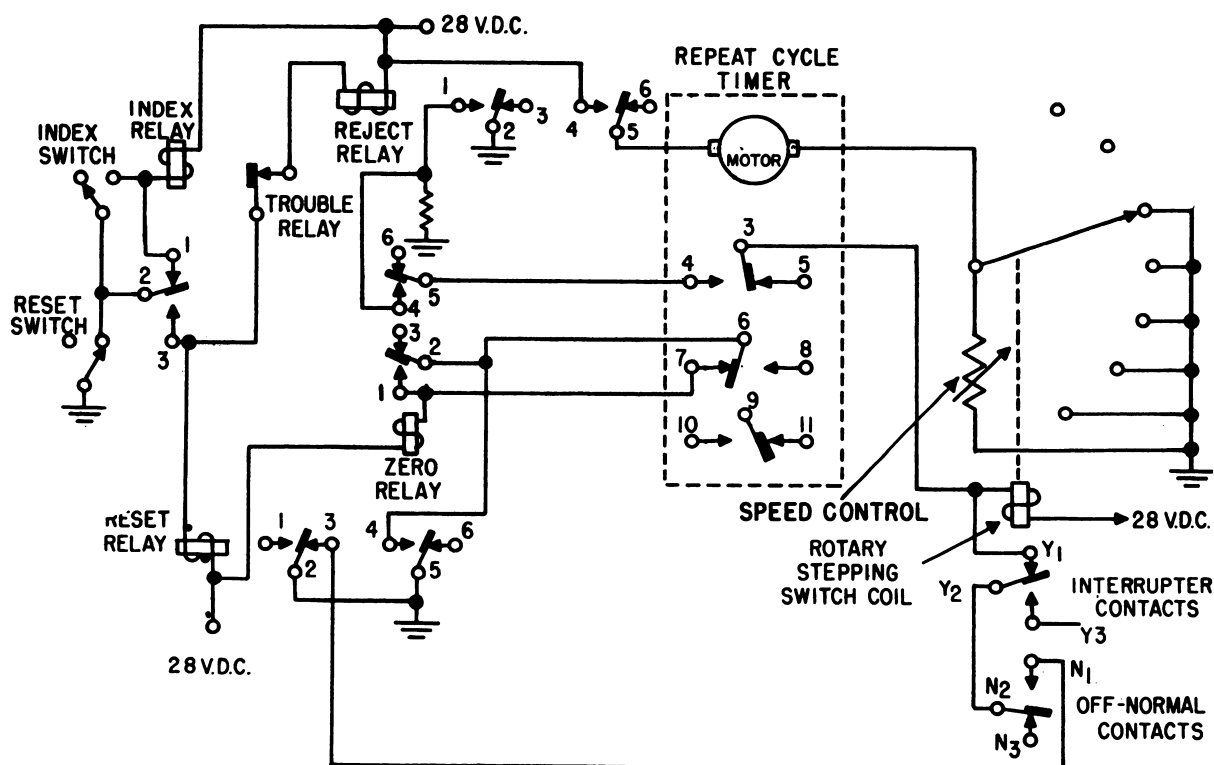 28 V.D.C.
REPEAT CYCLE
TIMER
INDEX
RELAY
INDEX
SWITCH
REJECT
RELAY
1
2
3
4
5
6
MOTOR
TROUBLE
RELAY
1
2
3
RESET
SWITCH
6
5
4
3
2
1
3
4
5
6
7
8
9
10
11
ZERO
RELAY
RESET
RELAY
1
2
3
4
5
6
28 V.D.C.
SPEED CONTROL
ROTARY
STEPPING
SWITCH COIL
28 V.D.C.
Y1
Y2
Y3
INTERRUPTER
CONTACTS
N1
N2
N3
OFF-NORMAL
CONTACTS